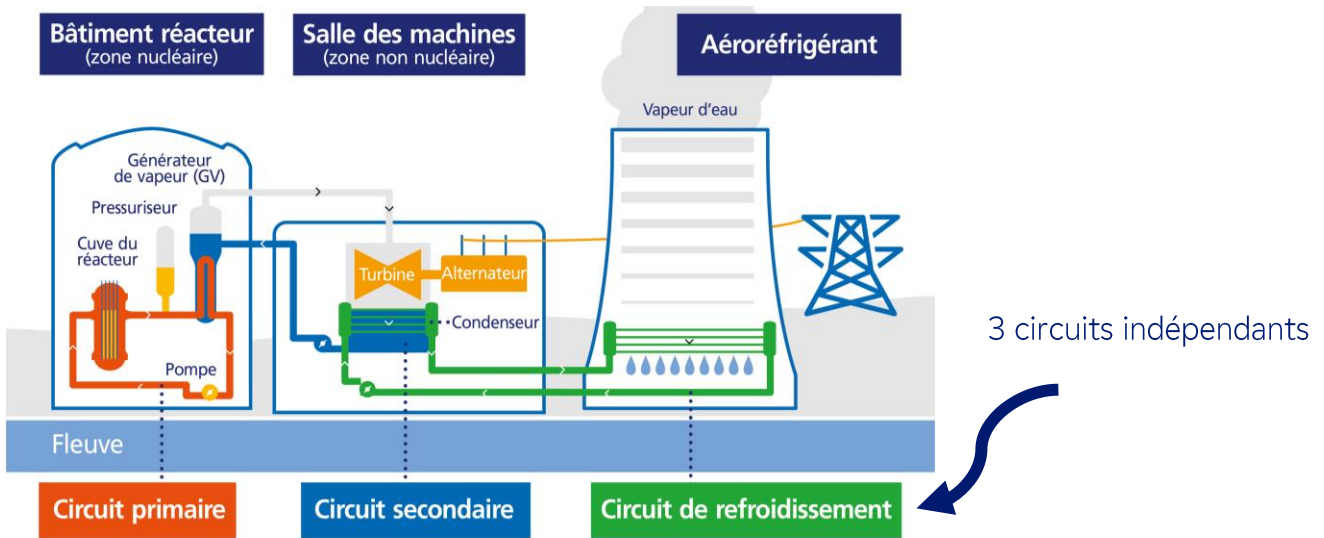 Bâtiment réacteur
(zone nucléaire)
Salle des machines
(zone non nucléaire)
Aéroréfrigérant
Vapeur d'eau
Générateur
de vapeur (GV)
Pressuriseur
Cuve du
réacteur
Turbine
Alternateur
Condenseur
Pompe
3 circuits indépendants
Fleuve
Circuit primaire
Circuit secondaire
Circuit de refroidissement